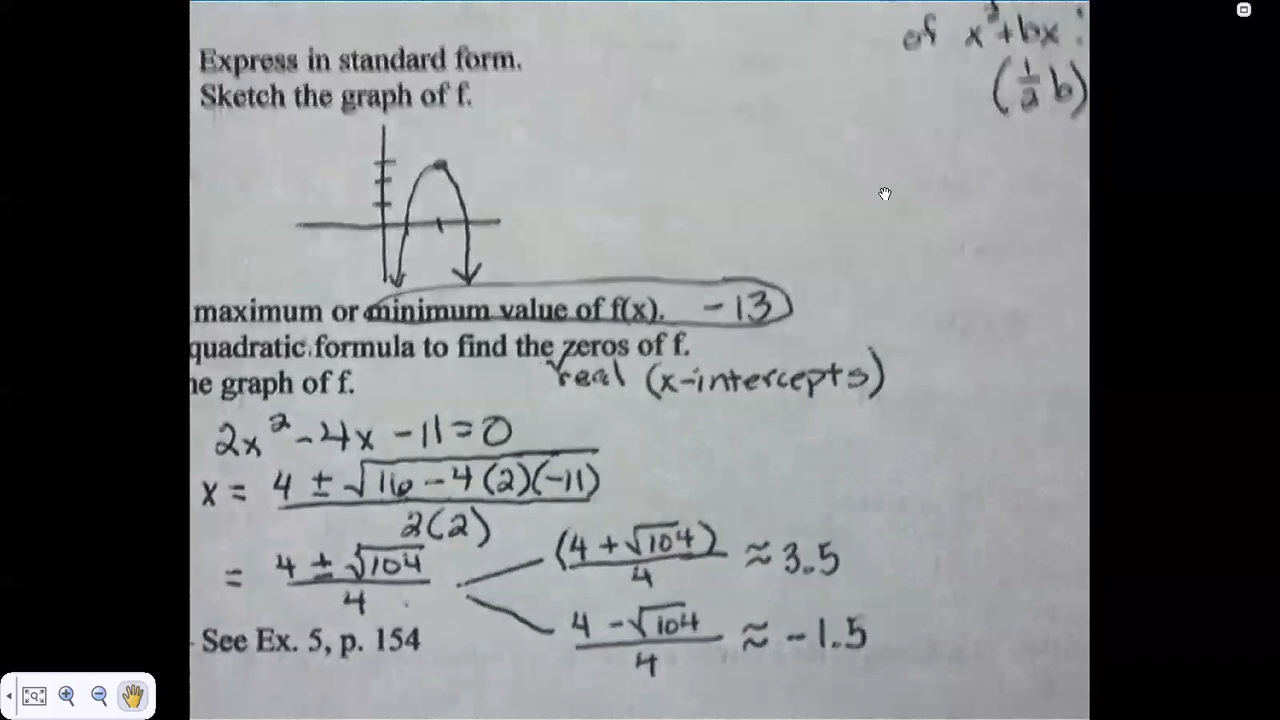 of x²+bx:
(½b)
Express in standard form.
Sketch the graph of f.
maximum or minimum value of f(x). -13
quadratic formula to find the zeros of f.
real (x-intercepts)
he graph of f.
2x² - 4x - 11 = 0
x = 4 ± √16 - 4(2)(-11)
2(2)
= 4 ± √104 / 4
(4 + √104) / 4 ≈ 3.5
4 - √104 / 4 ≈ -1.5
See Ex. 5, p. 154